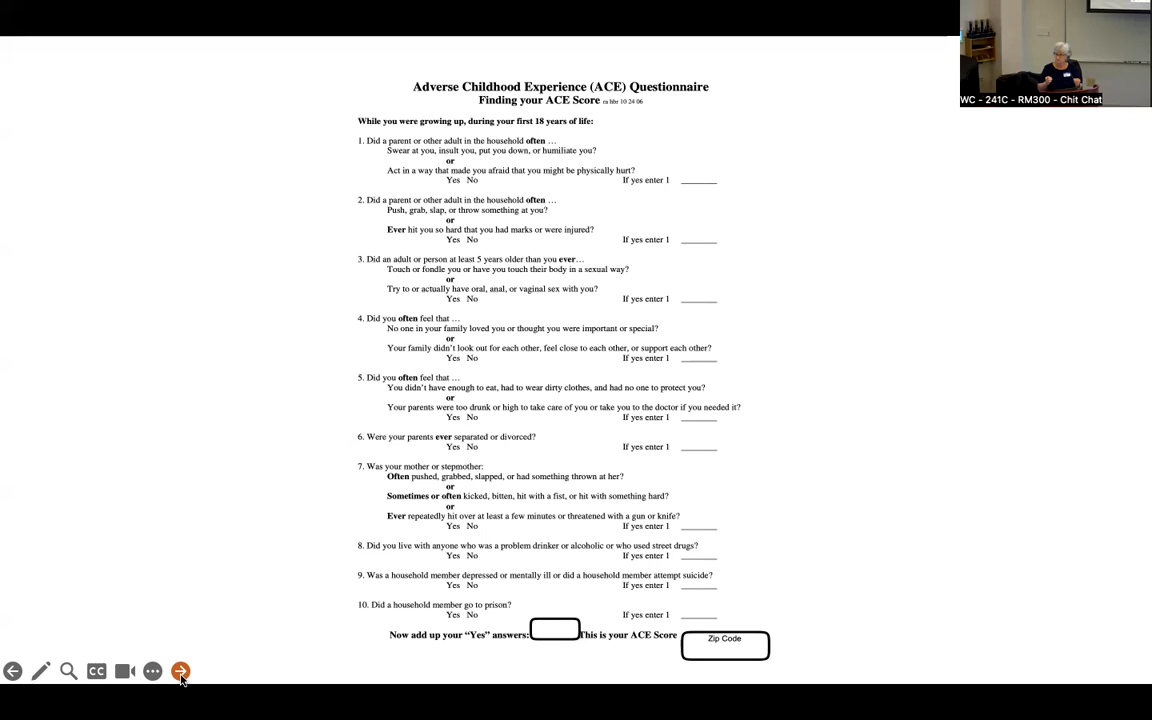 Adverse Childhood Experience (ACE) Questionnaire
Finding your ACE Score ra hbr 10 24 06
While you were growing up, during your first 18 years of life:
1. Did a parent or other adult in the household often …
Swear at you, insult you, put you down, or humiliate you?
or
Act in a way that made you afraid that you might be physically hurt?
Yes No If yes enter 1 ________
2. Did a parent or other adult in the household often …
Push, grab, slap, or throw something at you?
or
Ever hit you so hard that you had marks or were injured?
Yes No If yes enter 1 ________
3. Did an adult or person at least 5 years older than you ever…
Touch or fondle you or have you touch their body in a sexual way?
or
Try to or actually have oral, anal, or vaginal sex with you?
Yes No If yes enter 1 ________
4. Did you often feel that …
No one in your family loved you or thought you were important or special?
or
Your family didn't look out for each other, feel close to each other, or support each other?
Yes No If yes enter 1 ________
5. Did you often feel that …
You didn't have enough to eat, had to wear dirty clothes, and had no one to protect you?
or
Your parents were too drunk or high to take care of you or take you to the doctor if you needed it?
Yes No If yes enter 1 ________
6. Were your parents ever separated or divorced?
Yes No If yes enter 1 ________
7. Was your mother or stepmother:
Often pushed, grabbed, slapped, or had something thrown at her?
or
Sometimes or often kicked, bitten, hit with a fist, or hit with something hard?
or
Ever repeatedly hit over at least a few minutes or threatened with a gun or knife?
Yes No If yes enter 1 ________
8. Did you live with anyone who was a problem drinker or alcoholic or who used street drugs?
Yes No If yes enter 1 ________
9. Was a household member depressed or mentally ill or did a household member attempt suicide?
Yes No If yes enter 1 ________
10. Did a household member go to prison?
Yes No If yes enter 1 ________
Now add up your “Yes” answers: This is your ACE Score
Zip Code
CC
WC - 241C - RM300 - Chit Chat